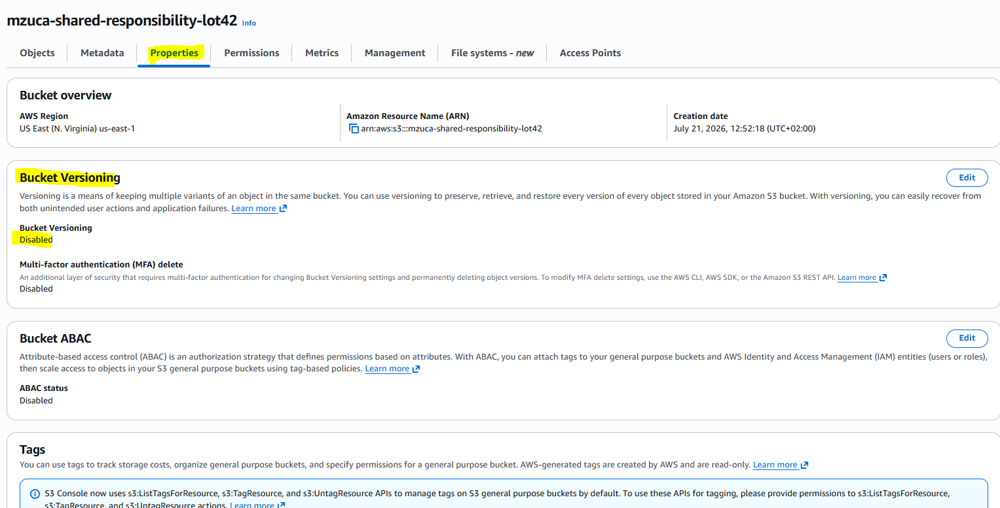 mzuca-shared-responsibility-lot42 Info
Objects Metadata Properties Permissions Metrics Management File systems - new Access Points
Bucket overview
AWS Region
US East (N. Virginia) us-east-1
Amazon Resource Name (ARN)
arn:aws:s3:::mzuca-shared-responsibility-lot42
Creation date
July 21, 2026, 12:52:18 (UTC+02:00)
Bucket Versioning
Edit
Versioning is a means of keeping multiple variants of an object in the same bucket. You can use versioning to preserve, retrieve, and restore every version of every object stored in your Amazon S3 bucket. With versioning, you can easily recover from
both unintended user actions and application failures. Learn more
Bucket Versioning
Disabled
Multi-factor authentication (MFA) delete
An additional layer of security that requires multi-factor authentication for changing Bucket Versioning settings and permanently deleting object versions. To modify MFA delete settings, use the AWS CLI, AWS SDK, or the Amazon S3 REST API. Learn more
Disabled
Bucket ABAC
Edit
Attribute-based access control (ABAC) is an authorization strategy that defines permissions based on attributes. With ABAC, you can attach tags to your general purpose buckets and AWS Identity and Access Management (IAM) entities (users or roles),
then scale access to objects in your S3 general purpose buckets using tag-based policies. Learn more
ABAC status
Disabled
Tags
You can use tags to track storage costs, organize general purpose buckets, and specify permissions for a general purpose bucket. AWS-generated tags are created by AWS and are read-only. Learn more
S3 Console now uses s3:ListTagsForResource, s3:TagResource, and s3:UntagResource APIs to manage tags on S3 general purpose buckets by default. To use these APIs for tagging, please provide permissions to s3:ListTagsForResource,
s3:TagResource, and s3:UntagResource actions. Learn more